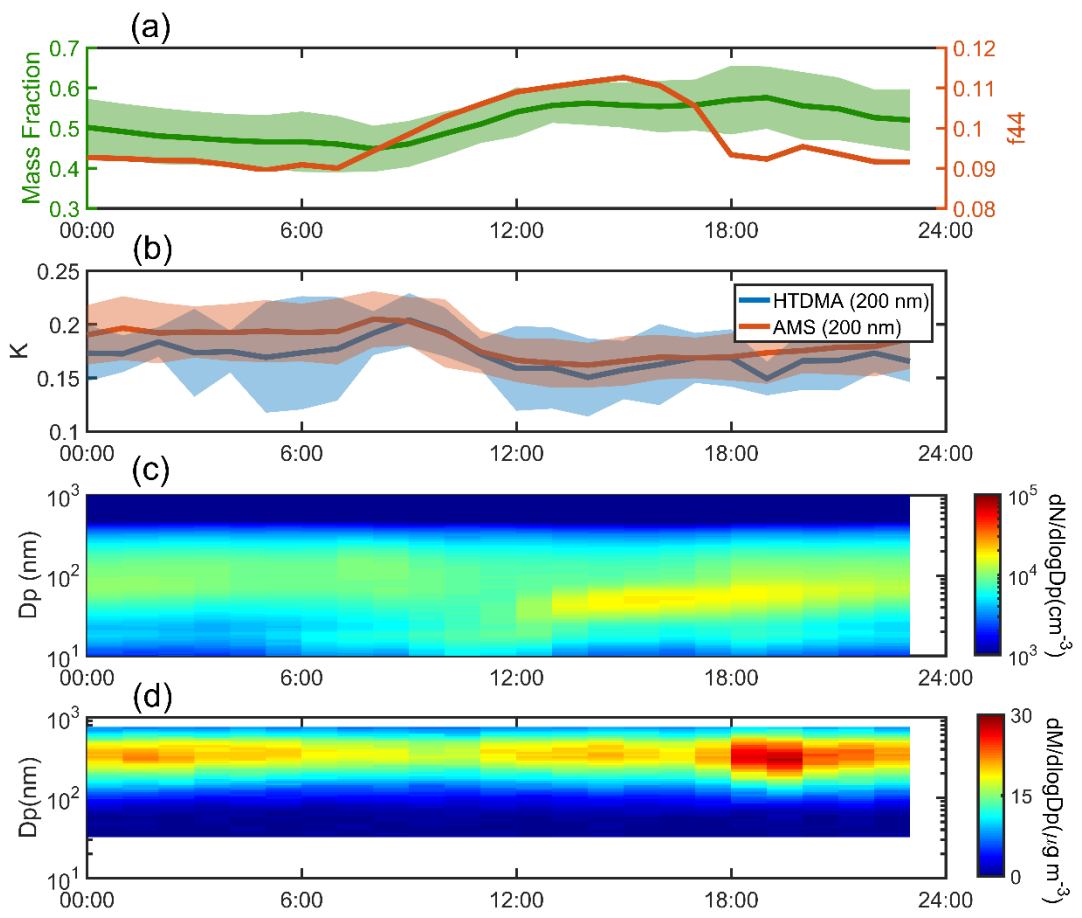 (a)
Mass Fraction
0.7
0.6
0.5
0.4
0.3
0.12
0.11
0.1
0.09
0.08
f44
00:00 6:00 12:00 18:00 24:00
(b)
K
0.25
0.2
0.15
0.1
HTDMA (200 nm)
AMS (200 nm)
00:00 6:00 12:00 18:00 24:00
(c)
Dp (nm)
10³
10²
10¹
00:00 6:00 12:00 18:00 24:00
10⁵
10⁴
10³
dN/dlogDp(cm⁻³)
(d)
Dp(nm)
10³
10²
10¹
00:00 6:00 12:00 18:00 24:00
30
15
0
dM/dlogDp(μg m⁻³)